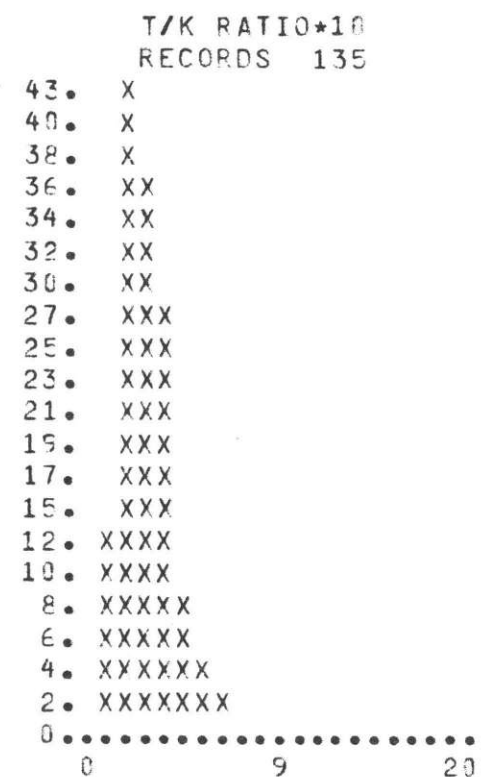 T/K RATIO*10
RECORDS 135
43. X
40. X
38. X
36. XX
34. XX
32. XX
30. XX
27. XXX
25. XXX
23. XXX
21. XXX
19. XXX
17. XXX
15. XXX
12. XXXX
10. XXXX
8. XXXXX
6. XXXXX
4. XXXXXX
2. XXXXXXX
0......................
0 9 20